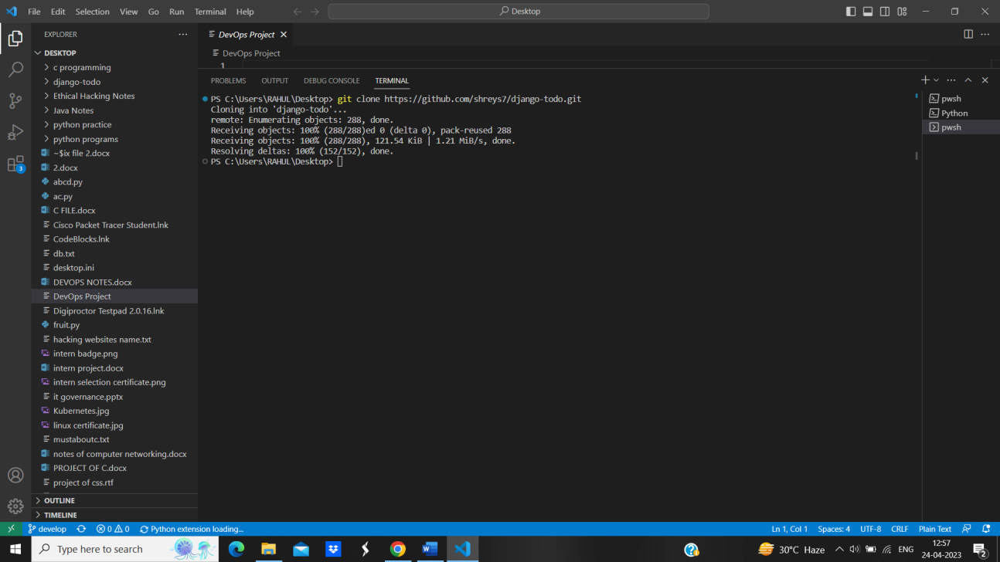 File Edit Selection View Go Run Terminal Help
Desktop
EXPLORER
DESKTOP
c programming
django-todo
Ethical Hacking Notes
Java Notes
python practice
python programs
~$ix file 2.docx
2.docx
abcd.py
ac.py
C FILE.docx
Cisco Packet Tracer Student.lnk
CodeBlocks.lnk
db.txt
desktop.ini
DEVOPS NOTES.docx
DevOps Project
Digiproctor Testpad 2.0.16.lnk
fruit.py
hacking websites name.txt
intern badge.png
intern project.docx
intern selection certificate.png
it governance.pptx
Kubernetes.jpg
linux certificate.jpg
mustaboutc.txt
notes of computer networking.docx
PROJECT OF C.docx
project of css.rtf
OUTLINE
TIMELINE
3
DevOps Project
DevOps Project
1
PROBLEMS OUTPUT DEBUG CONSOLE TERMINAL
PS C:\Users\RAHUL\Desktop> git clone https://github.com/shreys7/django-todo.git
Cloning into 'django-todo'...
remote: Enumerating objects: 288, done.
Receiving objects: 100% (288/288)ed 0 (delta 0), pack-reused 288
Receiving objects: 100% (288/288), 121.54 KiB | 1.21 MiB/s, done.
Resolving deltas: 100% (152/152), done.
PS C:\Users\RAHUL\Desktop>
pwsh
Python
pwsh
develop 0 0 Python extension loading...
Ln 1, Col 1 Spaces: 4 UTF-8 CRLF Plain Text
Type here to search
30°C Haze
ENG
12:57
24-04-2023
2